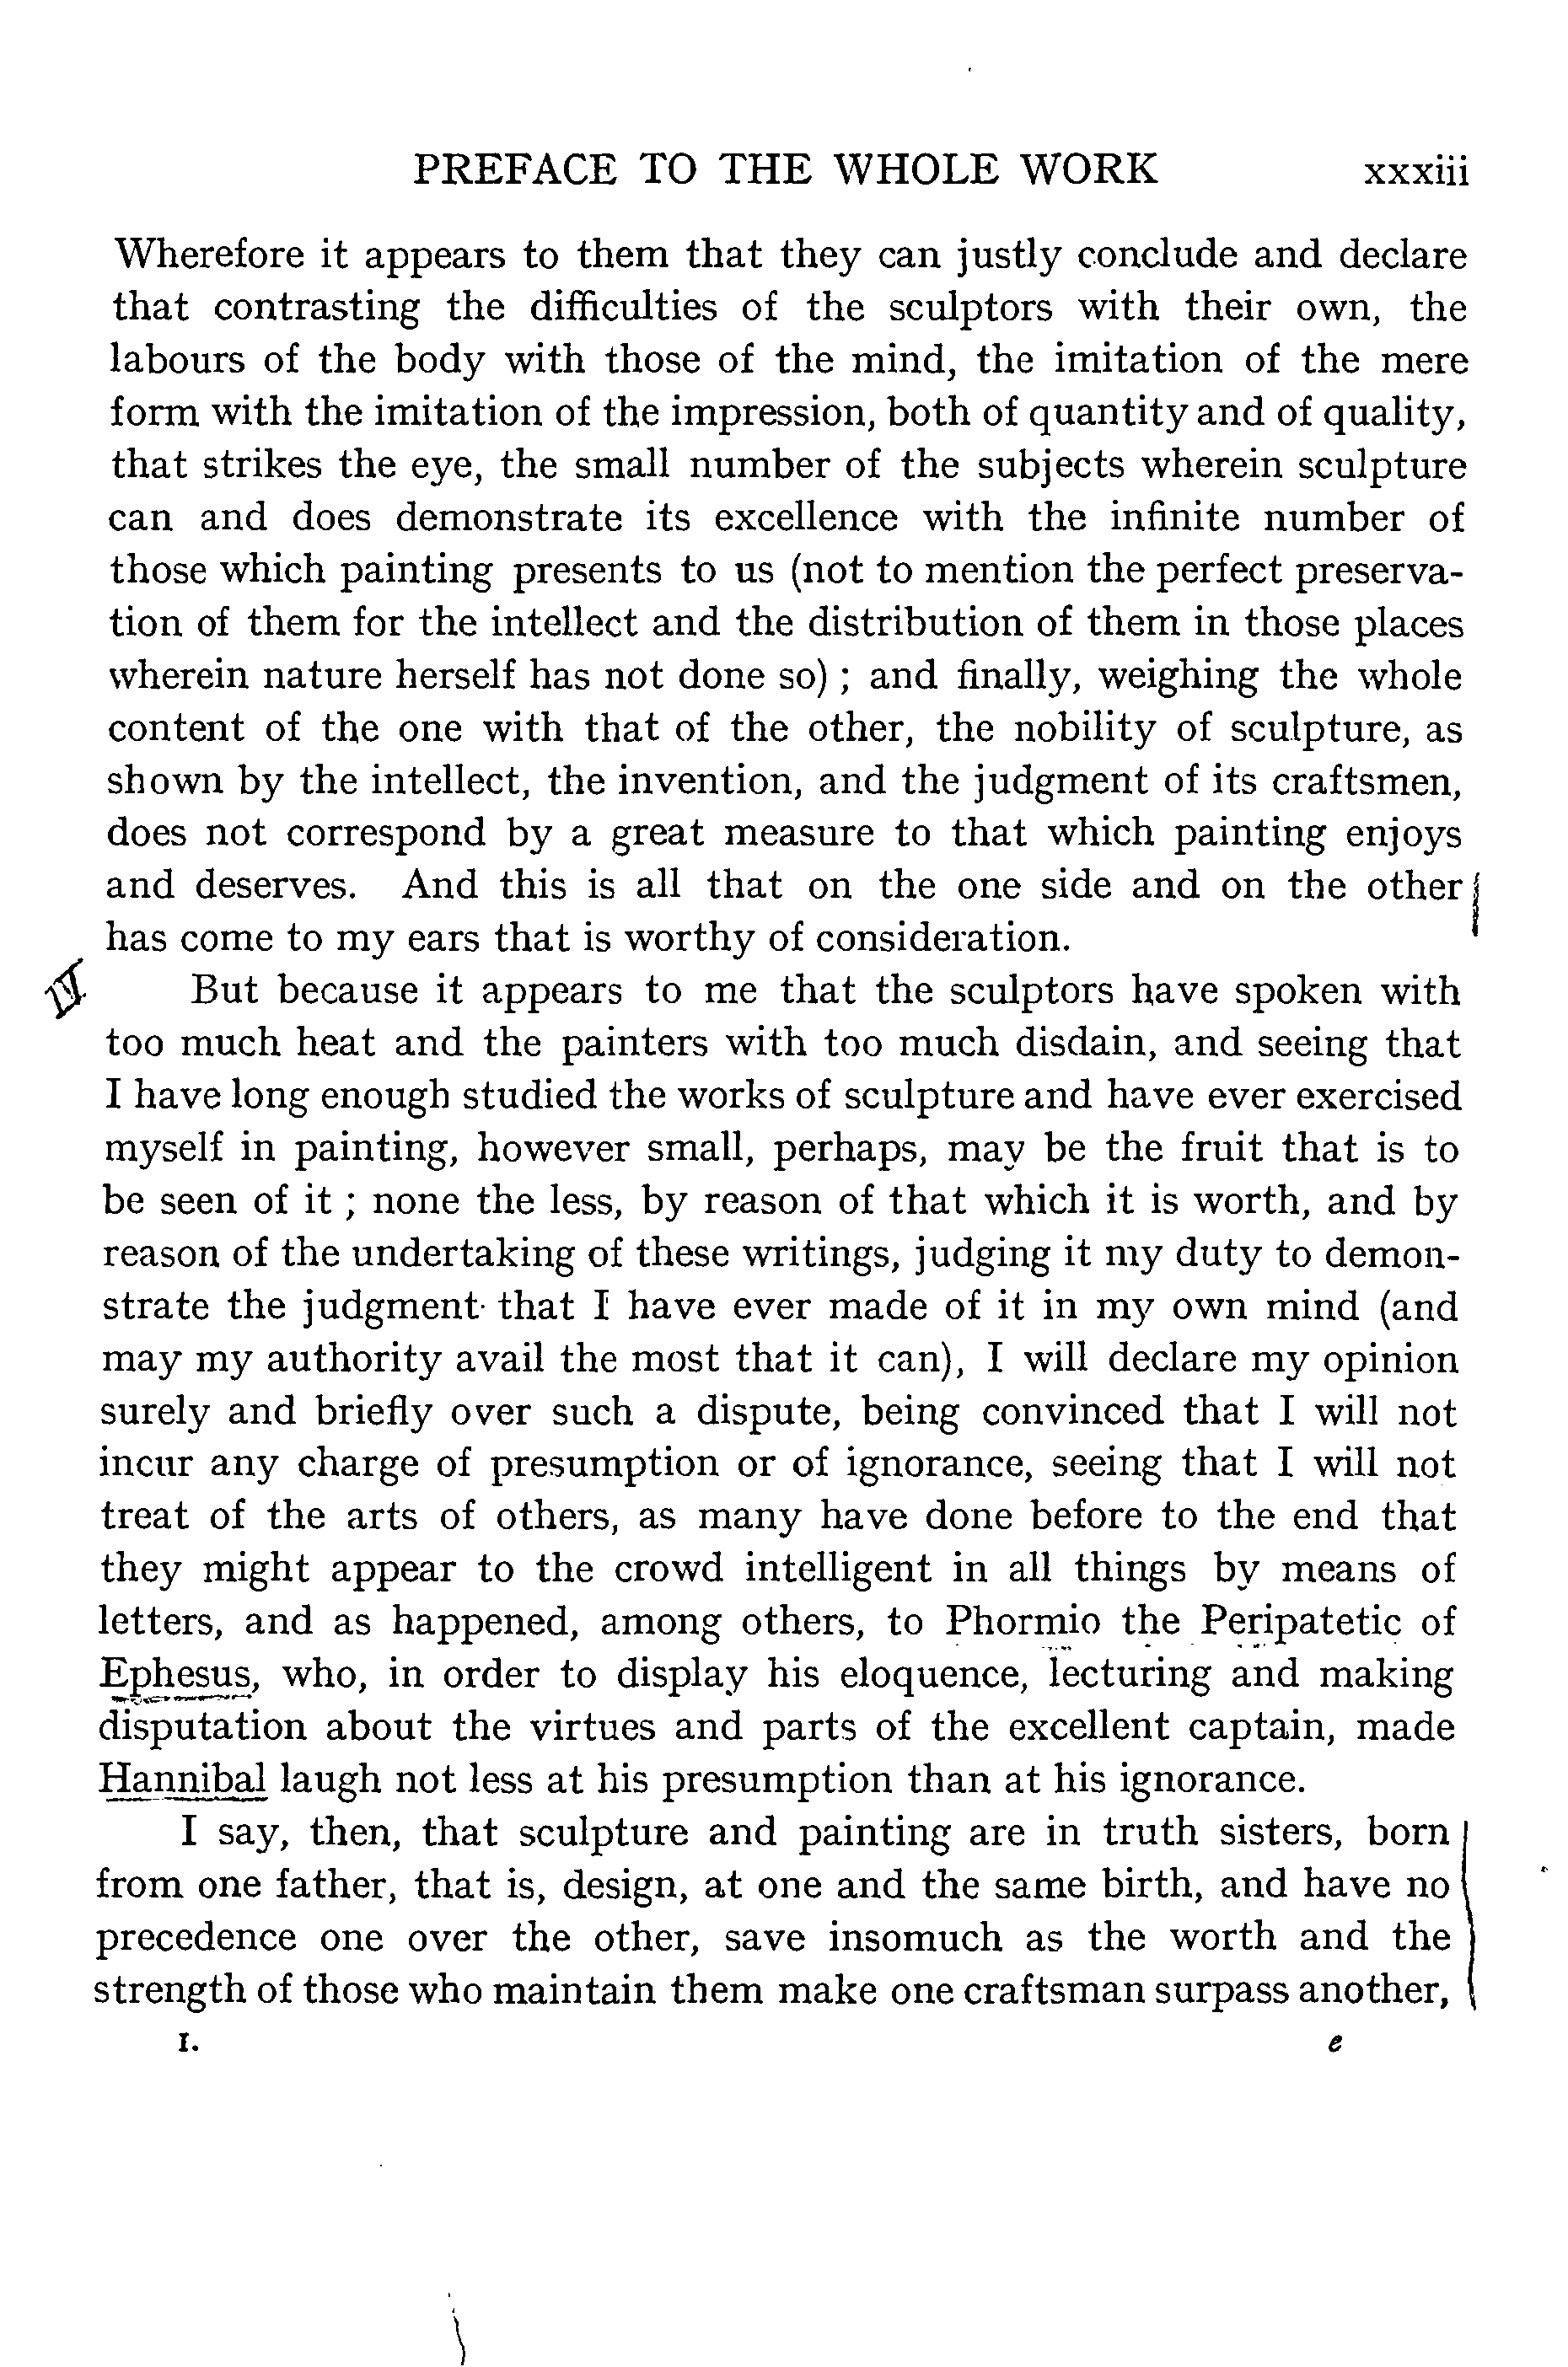 PREFACE TO THE WHOLE WORK xxxiii
Wherefore it appears to them that they can justly conclude and declare
that contrasting the difficulties of the sculptors with their own, the
labours of the body with those of the mind, the imitation of the mere
form with the imitation of the impression, both of quantity and of quality,
that strikes the eye, the small number of the subjects wherein sculpture
can and does demonstrate its excellence with the infinite number of
those which painting presents to us (not to mention the perfect preserva-
tion of them for the intellect and the distribution of them in those places
wherein nature herself has not done so) ; and finally, weighing the whole
content of the one with that of the other, the nobility of sculpture, as
shown by the intellect, the invention, and the judgment of its craftsmen,
does not correspond by a great measure to that which painting enjoys
and deserves. And this is all that on the one side and on the other
has come to my ears that is worthy of consideration.
But because it appears to me that the sculptors have spoken with
too much heat and the painters with too much disdain, and seeing that
I have long enough studied the works of sculpture and have ever exercised
myself in painting, however small, perhaps, may be the fruit that is to
be seen of it ; none the less, by reason of that which it is worth, and by
reason of the undertaking of these writings, judging it my duty to demon-
strate the judgment that I have ever made of it in my own mind (and
may my authority avail the most that it can), I will declare my opinion
surely and briefly over such a dispute, being convinced that I will not
incur any charge of presumption or of ignorance, seeing that I will not
treat of the arts of others, as many have done before to the end that
they might appear to the crowd intelligent in all things by means of
letters, and as happened, among others, to Phormio the Peripatetic of
Ephesus, who, in order to display his eloquence, lecturing and making
disputation about the virtues and parts of the excellent captain, made
Hannibal laugh not less at his presumption than at his ignorance.
I say, then, that sculpture and painting are in truth sisters, born
from one father, that is, design, at one and the same birth, and have no
precedence one over the other, save insomuch as the worth and the
strength of those who maintain them make one craftsman surpass another,
I. e